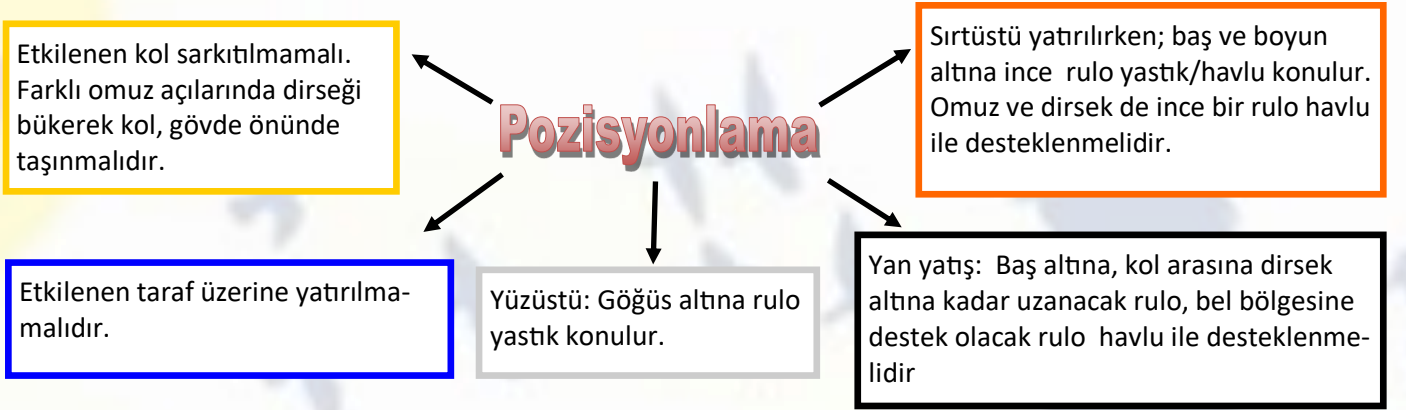 Etkilenen kol sarkıtılmamalı.
Farklı omuz açılarında dirseği
bükerek kol, gövde önünde
taşınmalıdır.
Sırtüstü yatırılırken; baş ve boyun
altına ince rulo yastık/havlu konulur.
Omuz ve dirsek de ince bir rulo havlu
ile desteklenmelidir.
Pozisyonlama
Etkilenen taraf üzerine yatırılma-
malıdır.
Yüzüstü: Göğüs altına rulo
yastık konulur.
Yan yatış: Baş altına, kol arasına dirsek
altına kadar uzanacak rulo, bel bölgesine
destek olacak rulo havlu ile desteklenme-
lidir